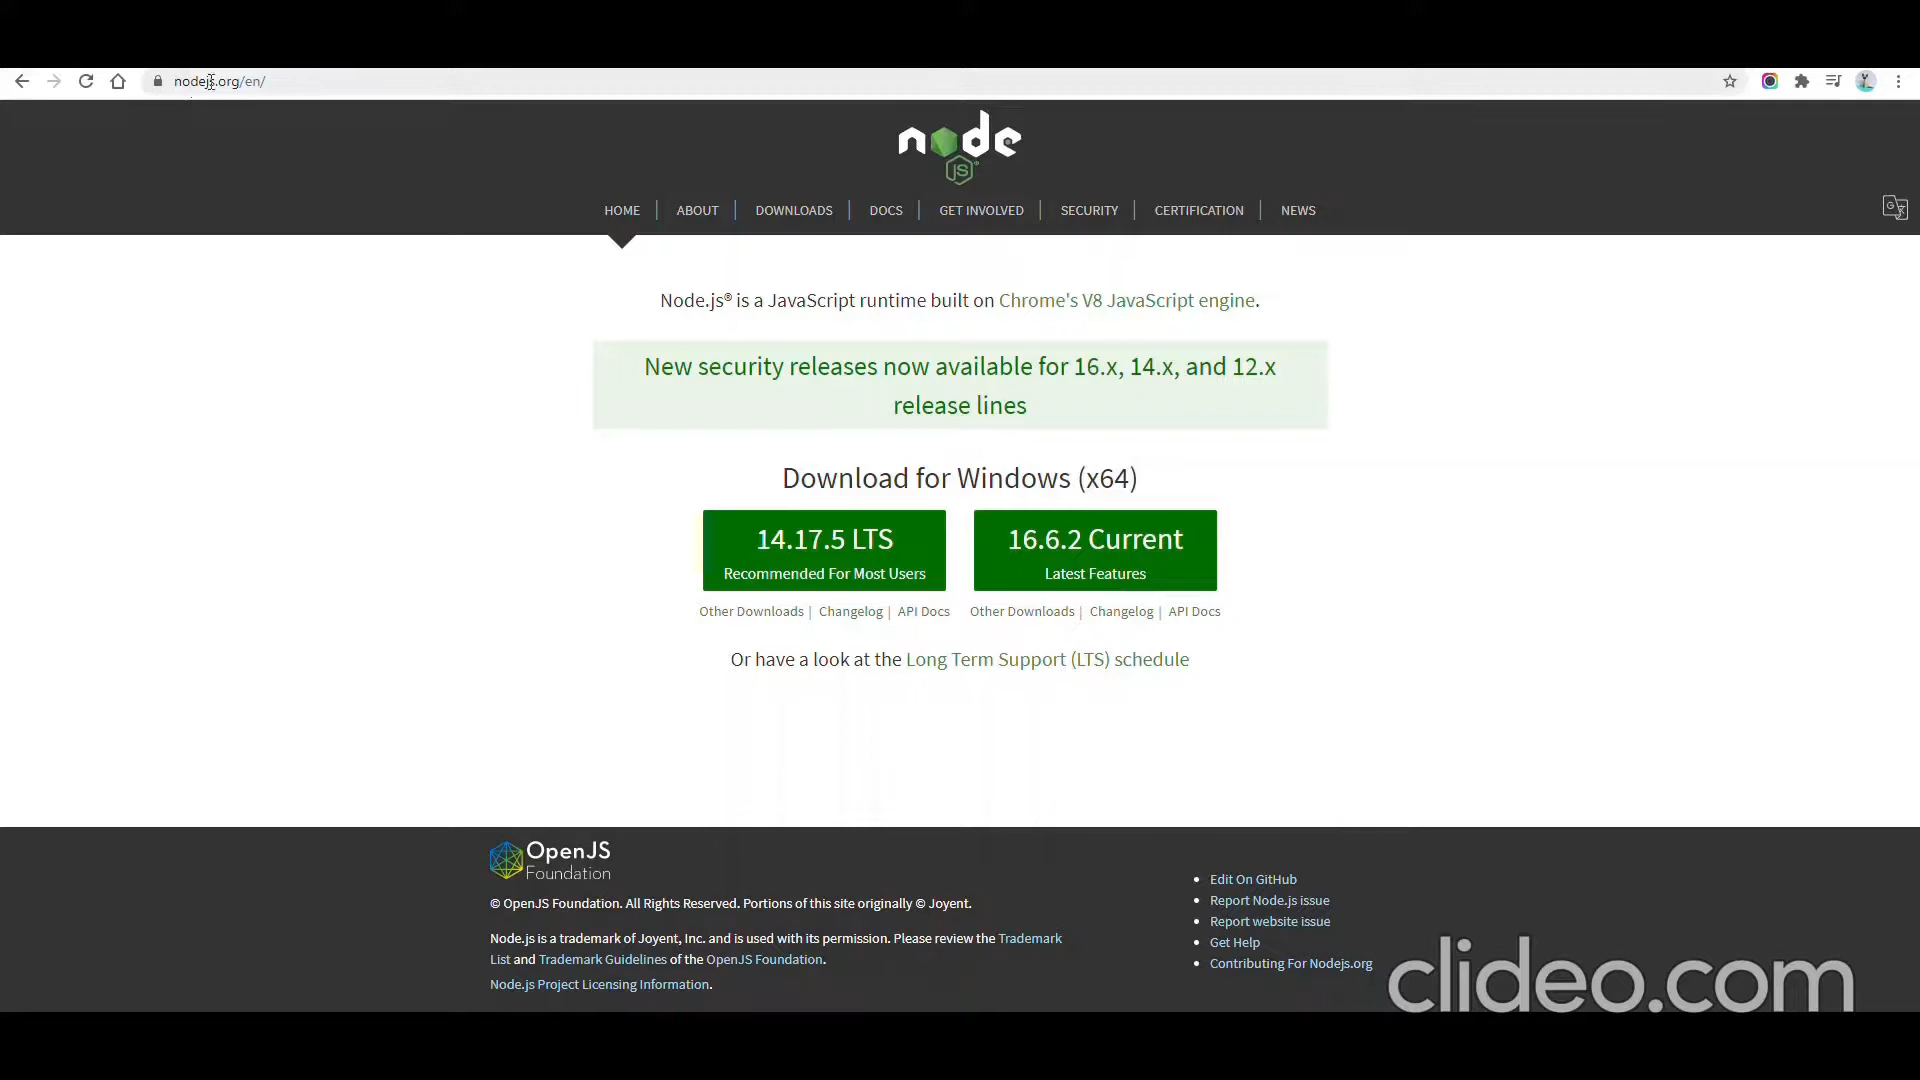 nodejs.org/en/
node
JS
HOME | ABOUT | DOWNLOADS | DOCS | GET INVOLVED | SECURITY | CERTIFICATION | NEWS
Node.js® is a JavaScript runtime built on Chrome's V8 JavaScript engine.
New security releases now available for 16.x, 14.x, and 12.x
release lines
Download for Windows (x64)
14.17.5 LTS
Recommended For Most Users
16.6.2 Current
Latest Features
Other Downloads | Changelog | API Docs
Other Downloads | Changelog | API Docs
Or have a look at the Long Term Support (LTS) schedule
OpenJS
Foundation
© OpenJS Foundation. All Rights Reserved. Portions of this site originally © Joyent.
Node.js is a trademark of Joyent, Inc. and is used with its permission. Please review the Trademark
List and Trademark Guidelines of the OpenJS Foundation.
Node.js Project Licensing Information.
Edit On GitHub
Report Node.js issue
Report website issue
Get Help
Contributing For Nodejs.org
clideo.com